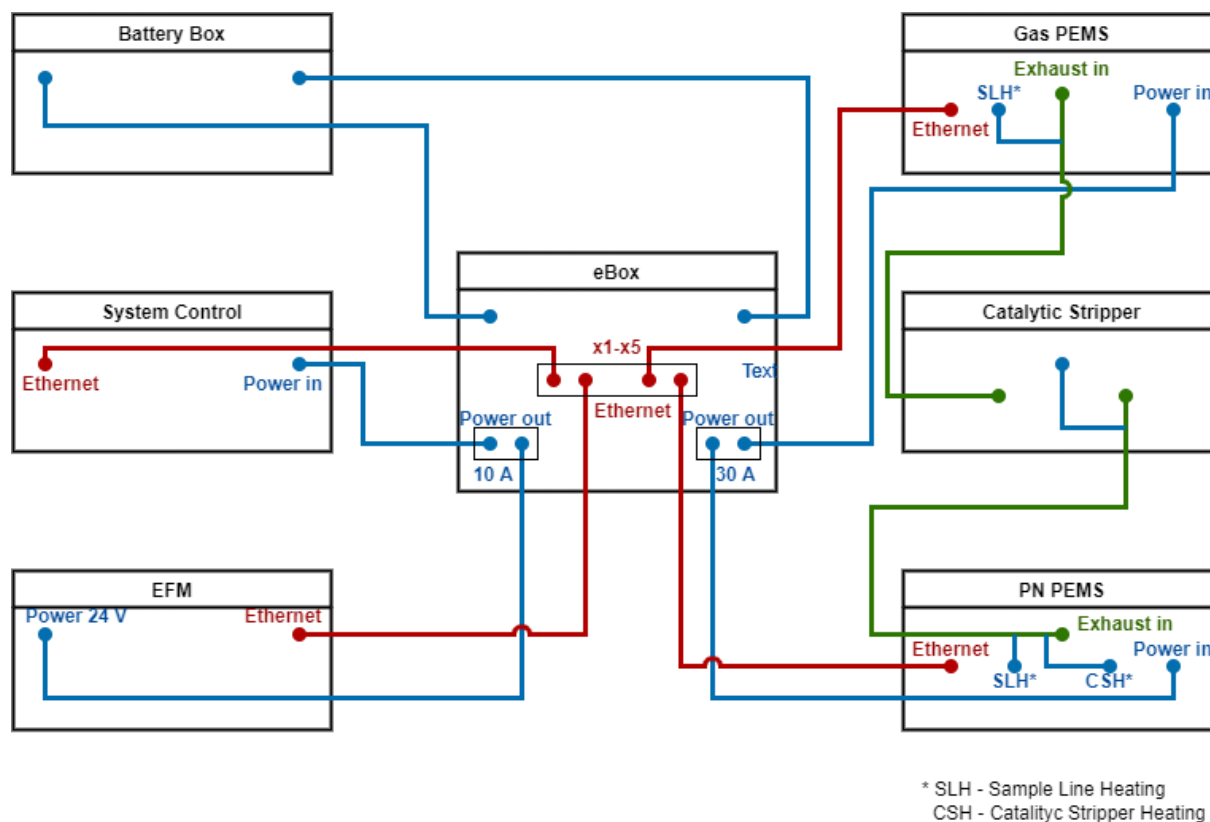 Battery Box
Gas PEMS
Exhaust in
SLH*
Power in
Ethernet
eBox
System Control
Catalytic Stripper
x1-x5
Ethernet
Power in
Text
Ethernet
Power out
Power out
10 A
30 A
EFM
PN PEMS
Power 24 V
Ethernet
Exhaust in
Ethernet
Power in
SLH*
CSH*
* SLH - Sample Line Heating
CSH - Catalityc Stripper Heating